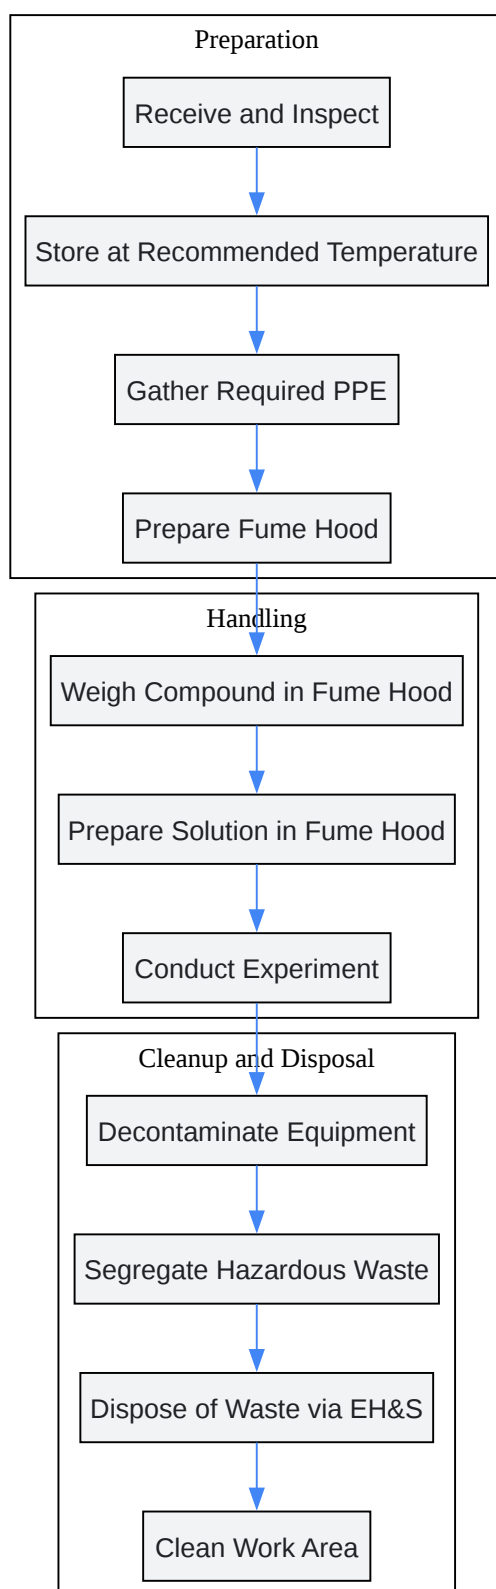 Preparation
Receive and Inspect
Store at Recommended Temperature
Gather Required PPE
Prepare Fume Hood
Handling
Weigh Compound in Fume Hood
Prepare Solution in Fume Hood
Conduct Experiment
Cleanup and Disposal
Decontaminate Equipment
Segregate Hazardous Waste
Dispose of Waste via EH&S
Clean Work Area